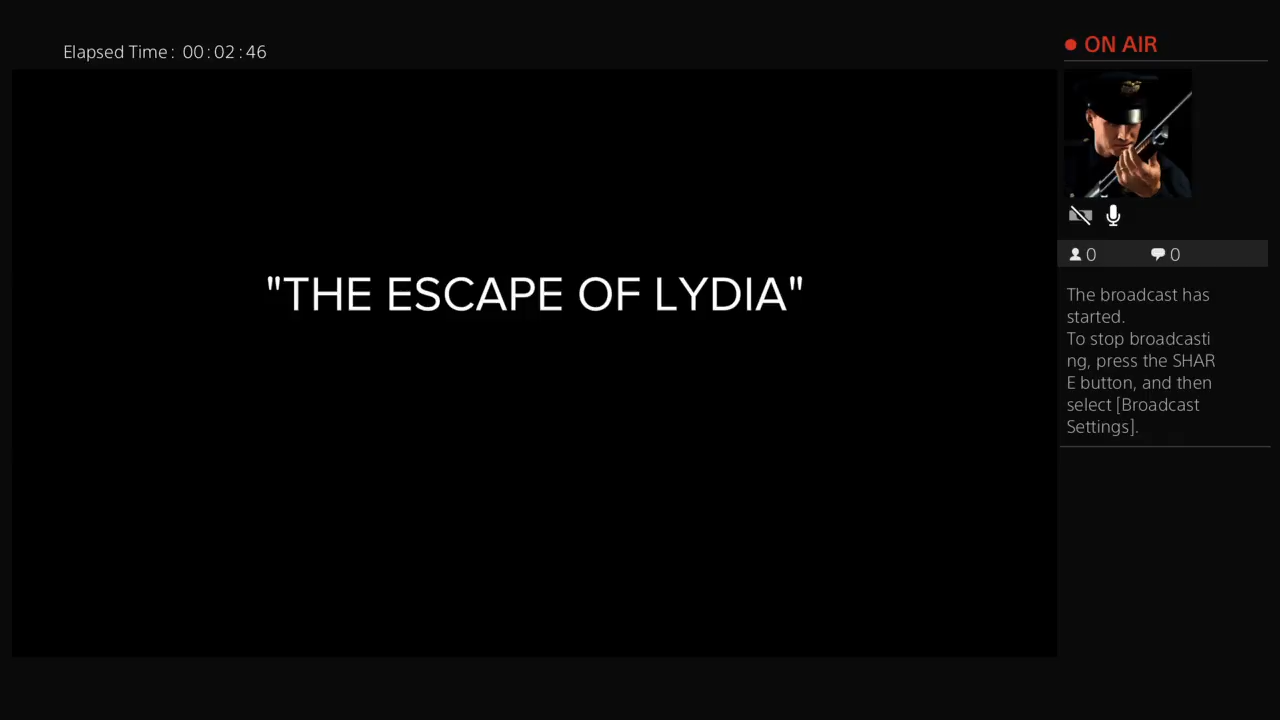 Elapsed Time: 00:02:46
ON AIR
"THE ESCAPE OF LYDIA"
0 0
The broadcast has
started.
To stop broadcasti
ng, press the SHAR
E button, and then
select [Broadcast
Settings].